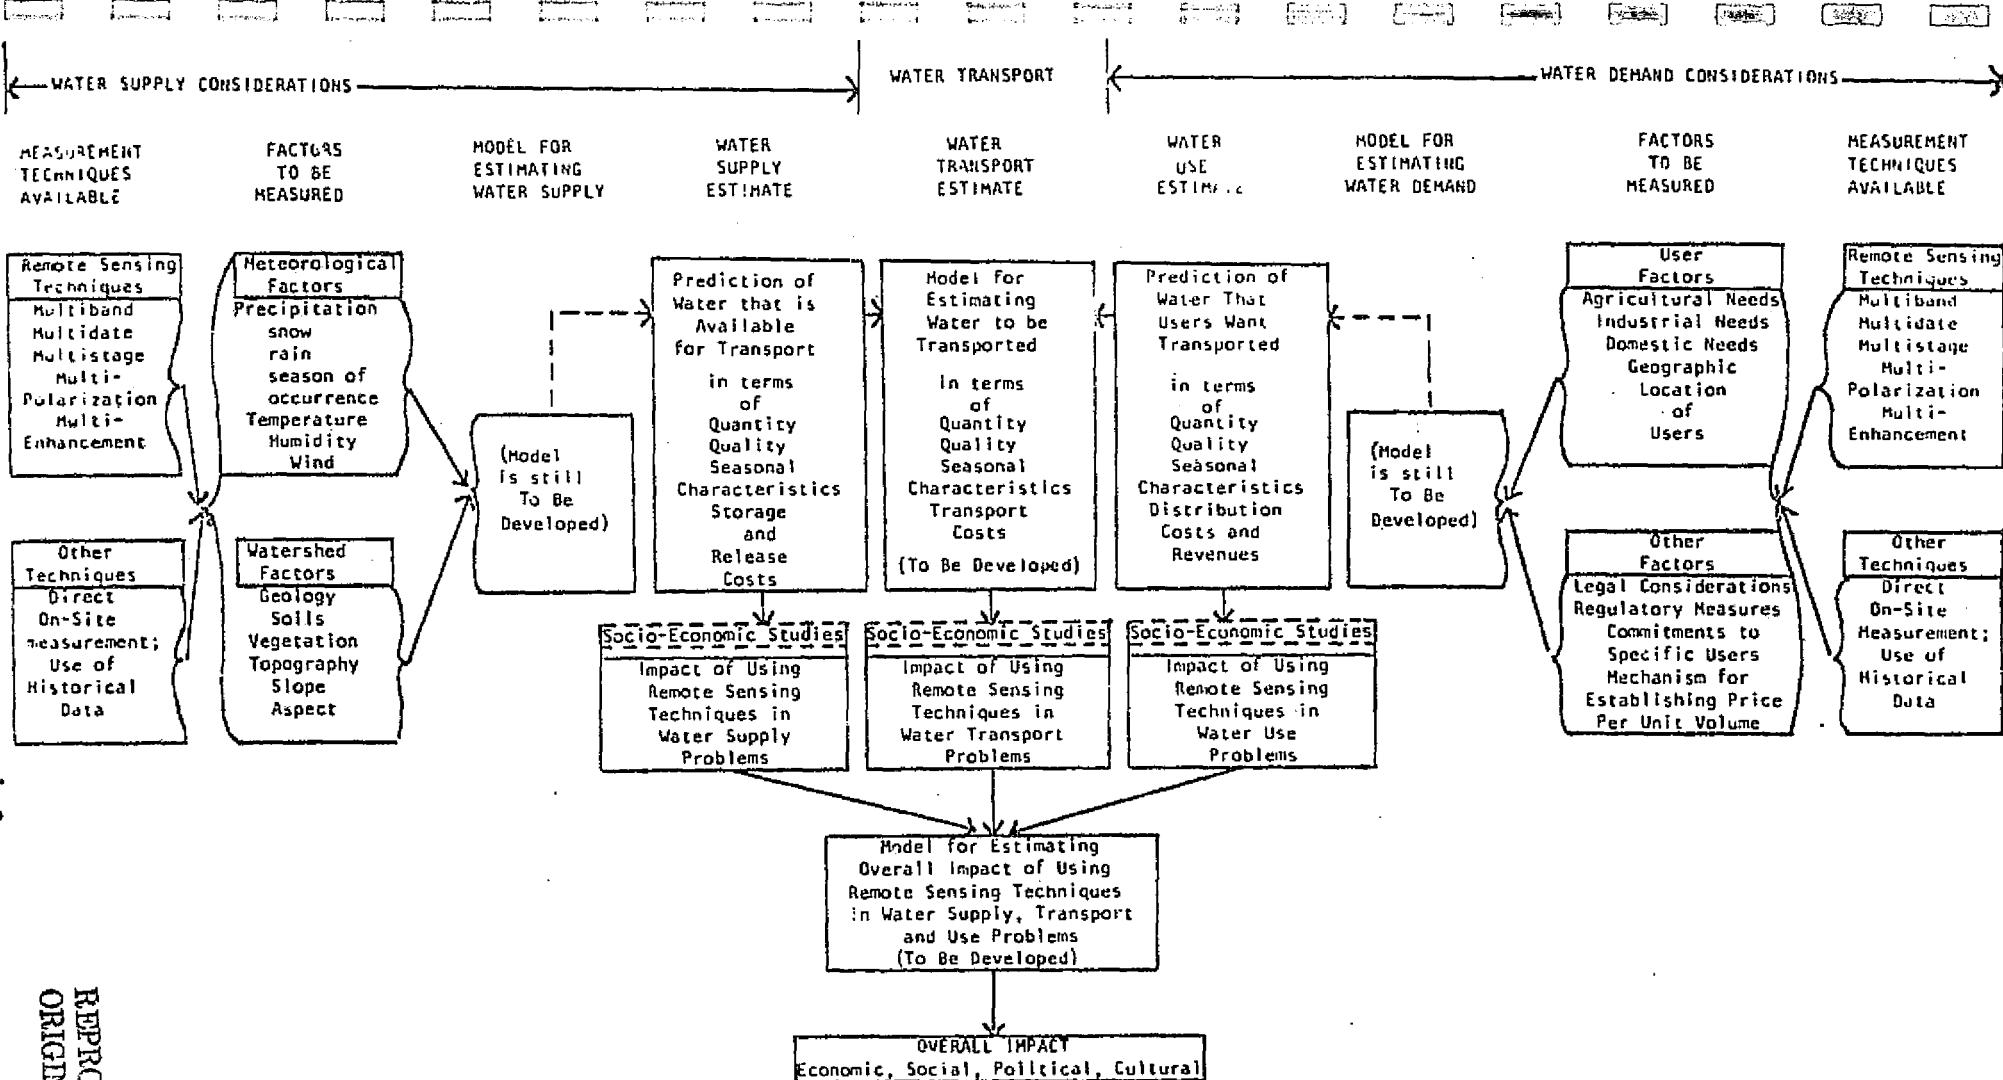 WATER SUPPLY CONSIDERATIONS
WATER TRANSPORT
WATER DEMAND CONSIDERATIONS
MEASUREMENT
TECHNIQUES
AVAILABLE
FACTORS
TO BE
MEASURED
MODEL FOR
ESTIMATING
WATER SUPPLY
WATER
SUPPLY
ESTIMATE
WATER
TRANSPORT
ESTIMATE
WATER
USE
MODEL FOR
ESTIMATING
WATER DEMAND
FACTORS
TO BE
MEASURED
MEASUREMENT
TECHNIQUES
AVAILABLE
Remote Sensing
Techniques
Multiband
Multidate
Multistage
Multi-
Polarization
Multi-
Enhancement
Other
Techniques
Direct
On-Site
measurement;
Use of
Historical
Data
Meteorological
Factors
Precipitation
snow
rain
season of
occurrence
Temperature
Humidity
Wind
Watershed
Factors
Geology
Soils
Vegetation
Topography
Slope
Aspect
(Model
is still
To Be
Developed)
Prediction of
Water that is
Available
for Transport
in terms
of
Quantity
Quality
Seasonal
Characteristics
Storage
and
Release
Costs
Model for
Estimating
Water to be
Transported
In terms
of
Quantity
Quality
Seasonal
Characteristics
Transport
Costs
(To Be Developed)
Prediction of
Water That
Users Want
Transported
in terms
of
Quantity
Quality
Seasonal
Characteristics
Distribution
Costs and
Revenues
(Model
is still
To Be
Developed)
User
Factors
Agricultural Needs
Industrial Needs
Domestic Needs
Geographic
Location
of
Users
Other
Factors
Legal Considerations
Regulatory Measures
Commitments to
Specific Users
Mechanism for
Establishing Price
Per Unit Volume
Remote Sensing
Techniques
Multiband
Multidate
Multistage
Multi-
Polarization
Multi-
Enhancement
Other
Techniques
Direct
On-Site
Measurement;
Use of
Historical
Data
Socio-Economic Studies
Impact of Using
Remote Sensing
Techniques in
Water Supply
Problems
Socio-Economic Studies
Impact of Using
Remote Sensing
Techniques in
Water Transport
Problems
Socio-Economic Studies
Impact of Using
Remote Sensing
Techniques in
Water Use
Problems
Model for Estimating
Overall Impact of Using
Remote Sensing Techniques
in Water Supply, Transport
and Use Problems
(To Be Developed)
OVERALL IMPACT
Economic, Social, Political, Cultural
REPRO
ORIGIN